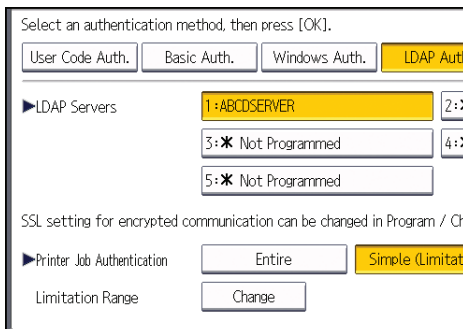 Select an authentication method, then press [OK].
User Code Auth. Basic Auth. Windows Auth. LDAP Aut
▶LDAP Servers 1:ABCDSERVER 2:
3:✱ Not Programmed 4:
5:✱ Not Programmed
SSL setting for encrypted communication can be changed in Program / Ch
▶Printer Job Authentication Entire Simple (Limitat
Limitation Range Change